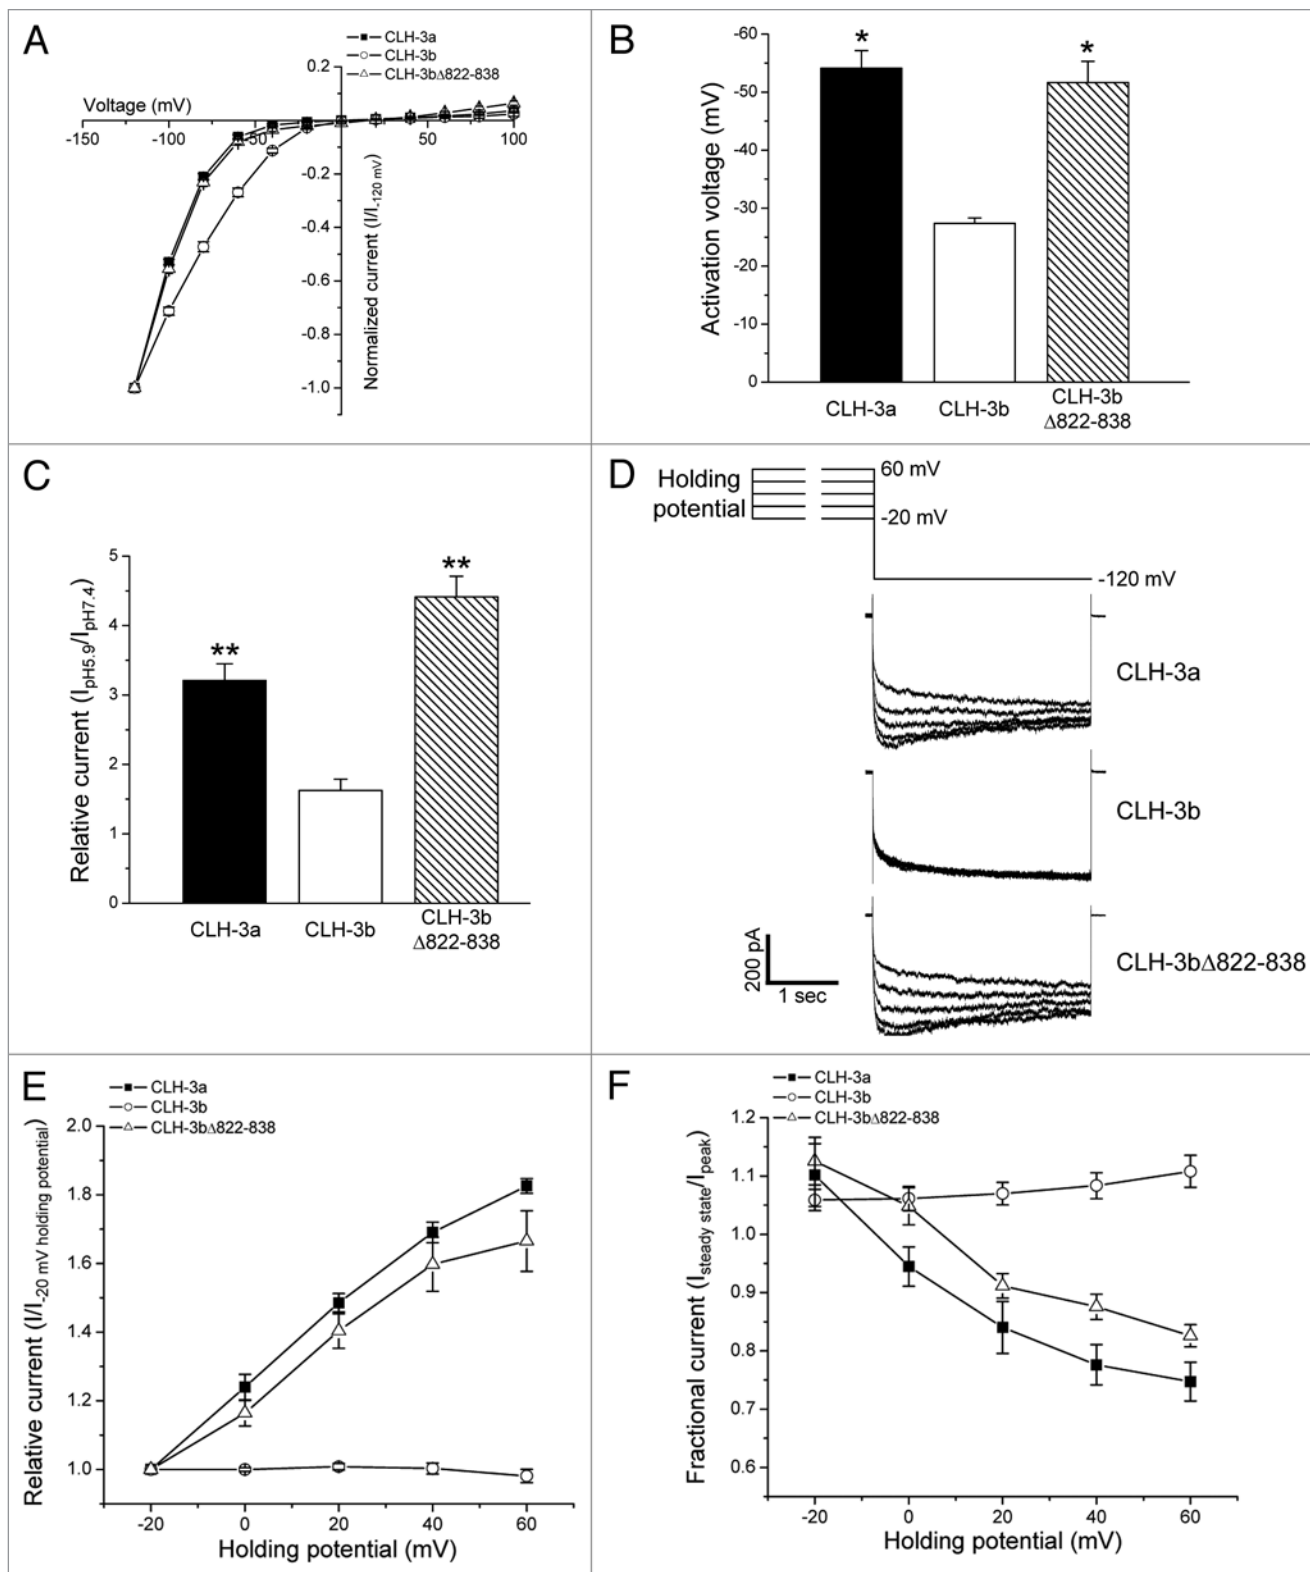 A
CLH-3a
CLH-3b
CLH-3bΔ822-838
Voltage (mV)
-150
-100
-50
50
100
0.2
-0.2
-0.4
-0.6
-0.8
-1.0
Normalized current (I/I-120 mV)
B
Activation voltage (mV)
-60
-50
-40
-30
-20
-10
0
*
*
CLH-3a
CLH-3b
CLH-3b
Δ822-838
C
Relative current (IpH5.9/IpH7.4)
5
4
3
2
1
0
**
**
CLH-3a
CLH-3b
CLH-3b
Δ822-838
D
Holding
potential
60 mV
-20 mV
-120 mV
CLH-3a
CLH-3b
CLH-3bΔ822-838
200 pA
1 sec
E
CLH-3a
CLH-3b
CLH-3bΔ822-838
Relative current (I/I-20 mV holding potential)
2.0
1.8
1.6
1.4
1.2
1.0
-20
0
20
40
60
Holding potential (mV)
F
CLH-3a
CLH-3b
CLH-3bΔ822-838
Fractional current (Isteady state/Ipeak)
1.2
1.1
1.0
0.9
0.8
0.7
0.6
-20
0
20
40
60
Holding potential (mV)